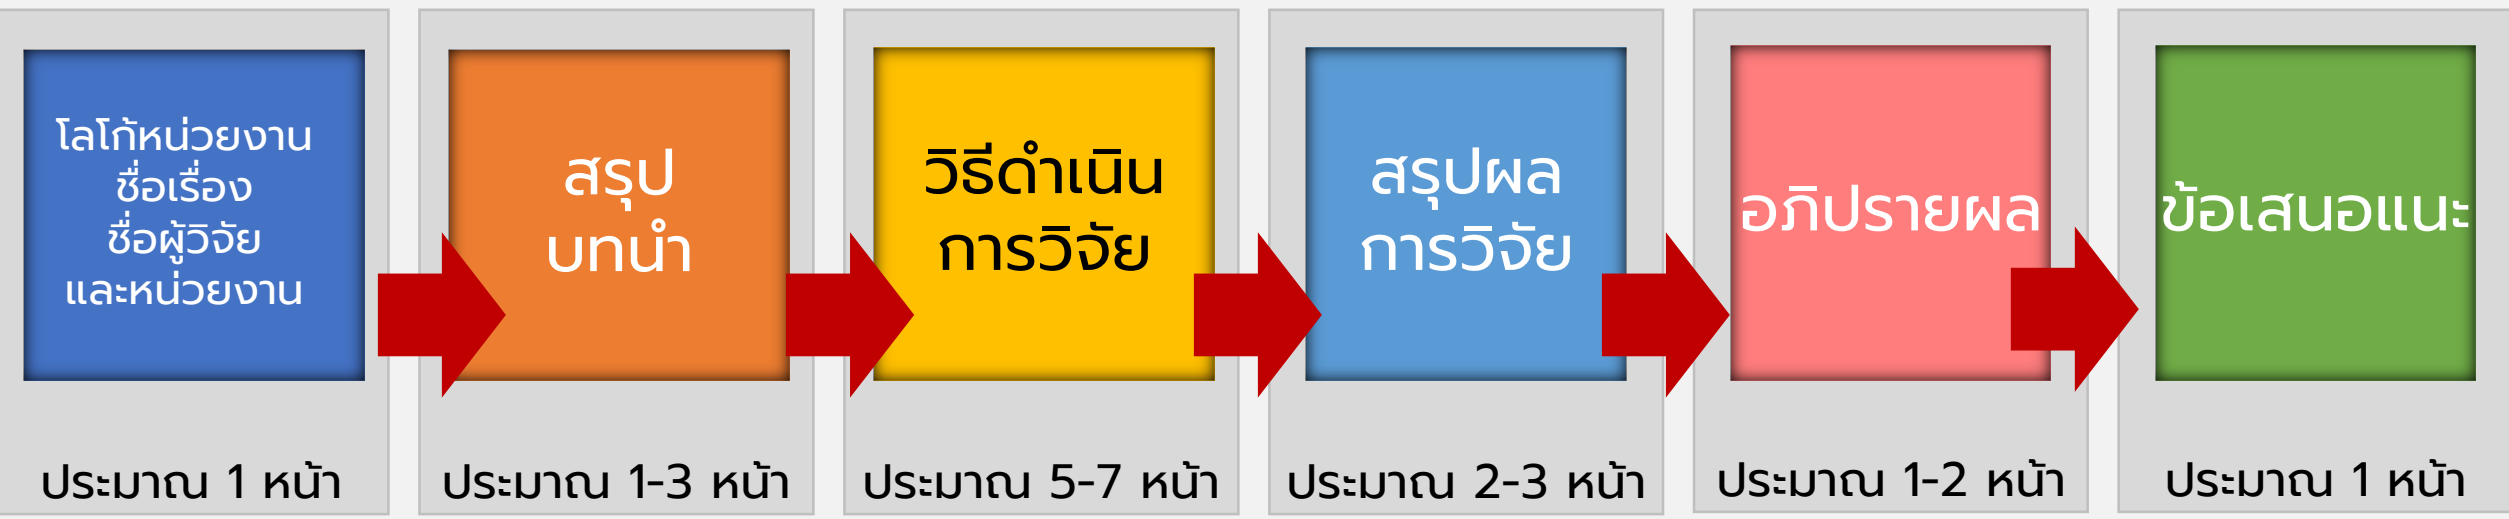 โลโก้หน่วยงาน
ชื่อเรื่อง
ชื่อผู้วิจัย
และหน่วยงาน
ประมาณ 1 หน้า
สรุป
บทนำ
ประมาณ 1-3 หน้า
วิธีดำเนิน
การวิจัย
ประมาณ 5-7 หน้า
สรุปผล
การวิจัย
ประมาณ 2-3 หน้า
อภิปรายผล
ประมาณ 1-2 หน้า
ข้อเสนอแนะ
ประมาณ 1 หน้า